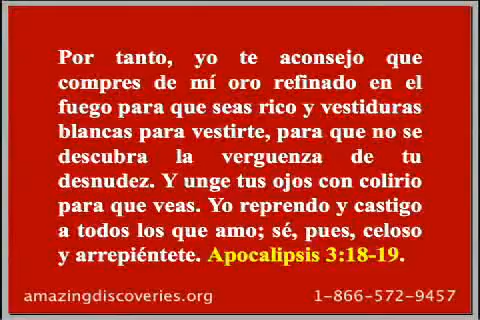 Por tanto, yo te aconsejo que
compres de mí oro refinado en el
fuego para que seas rico y vestiduras
blancas para vestirte, para que no se
descubra la verguenza de tu
desnudez. Y unge tus ojos con colirio
para que veas. Yo reprendo y castigo
a todos los que amo; sé, pues, celoso
y arrepiéntete. Apocalipsis 3:18-19.
amazingdiscoveries.org 1-866-572-9457